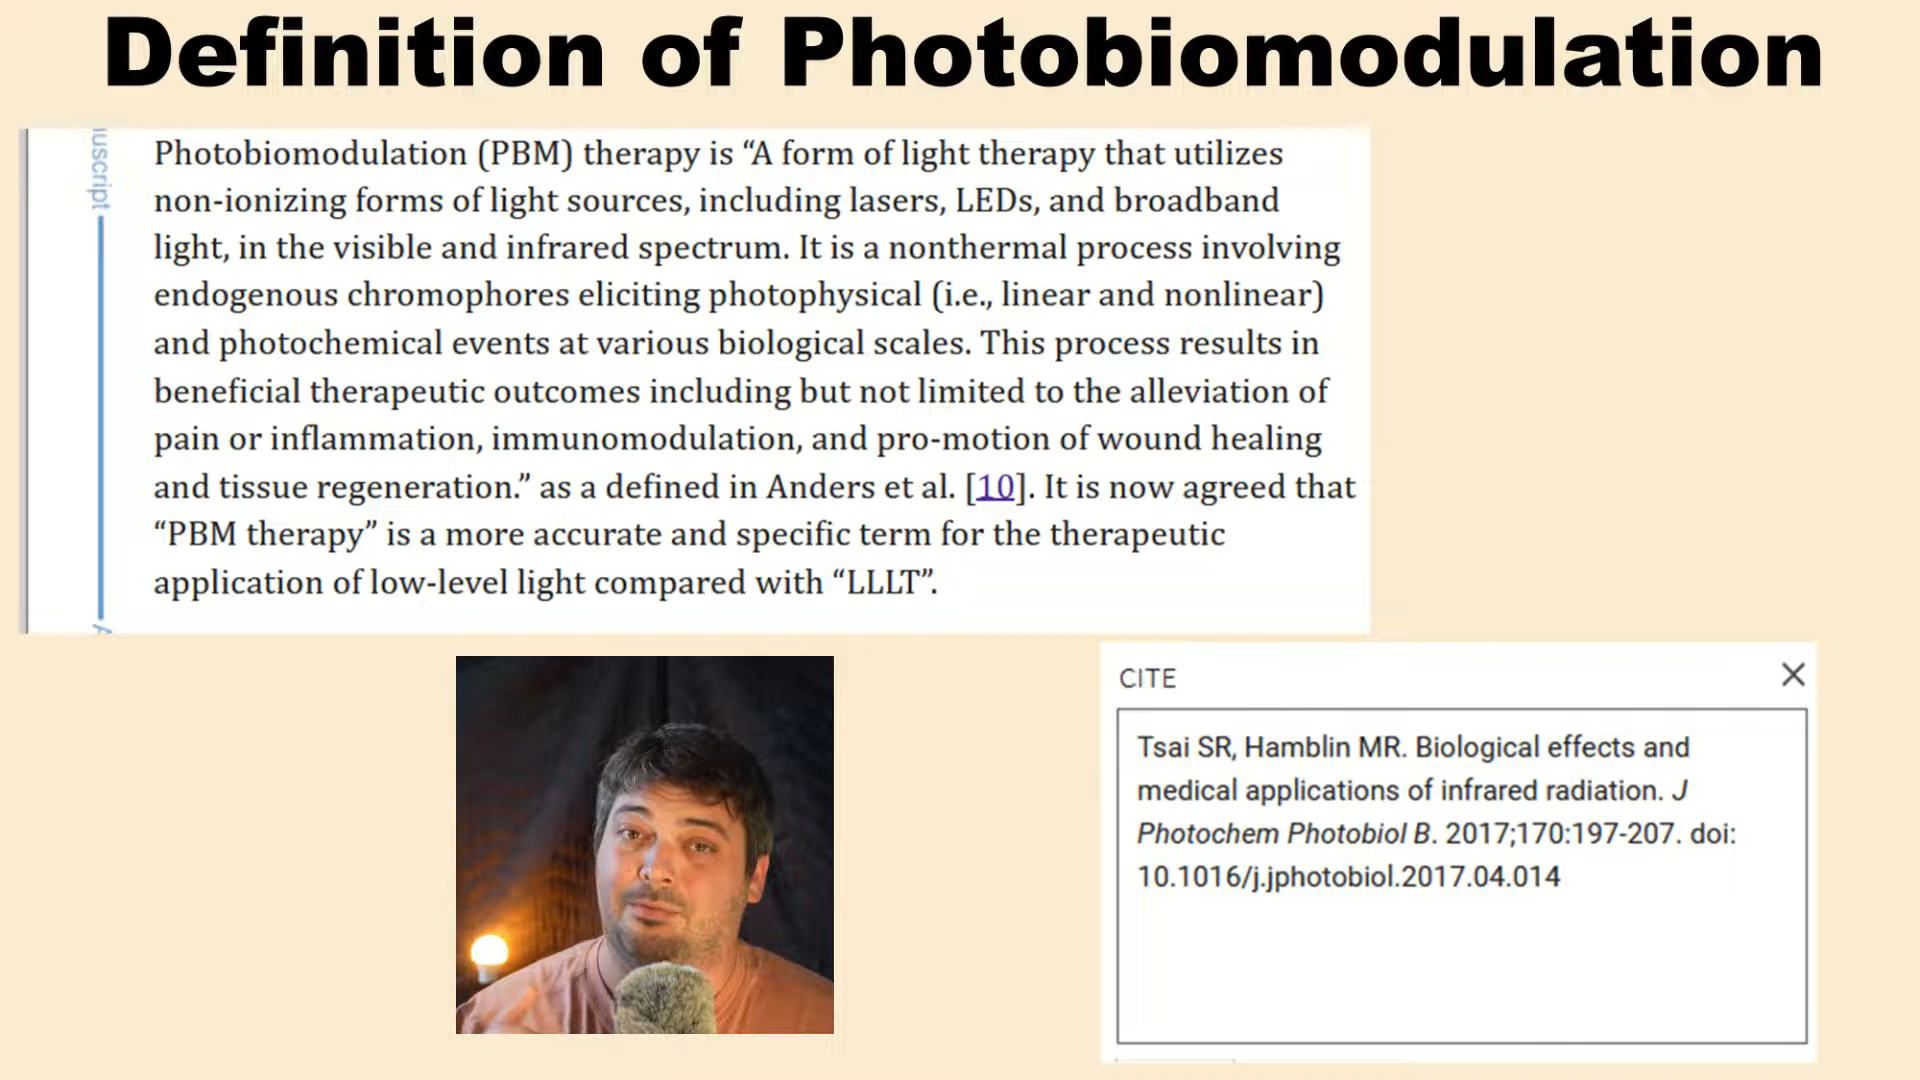 Definition of Photobiomodulation
uscript
Photobiomodulation (PBM) therapy is “A form of light therapy that utilizes
non-ionizing forms of light sources, including lasers, LEDs, and broadband
light, in the visible and infrared spectrum. It is a nonthermal process involving
endogenous chromophores eliciting photophysical (i.e., linear and nonlinear)
and photochemical events at various biological scales. This process results in
beneficial therapeutic outcomes including but not limited to the alleviation of
pain or inflammation, immunomodulation, and pro-motion of wound healing
and tissue regeneration.” as a defined in Anders et al. [10]. It is now agreed that
“PBM therapy” is a more accurate and specific term for the therapeutic
application of low-level light compared with “LLLT”.
CITE
Tsai SR, Hamblin MR. Biological effects and
medical applications of infrared radiation. J
Photochem Photobiol B. 2017;170:197-207. doi:
10.1016/j.jphotobiol.2017.04.014